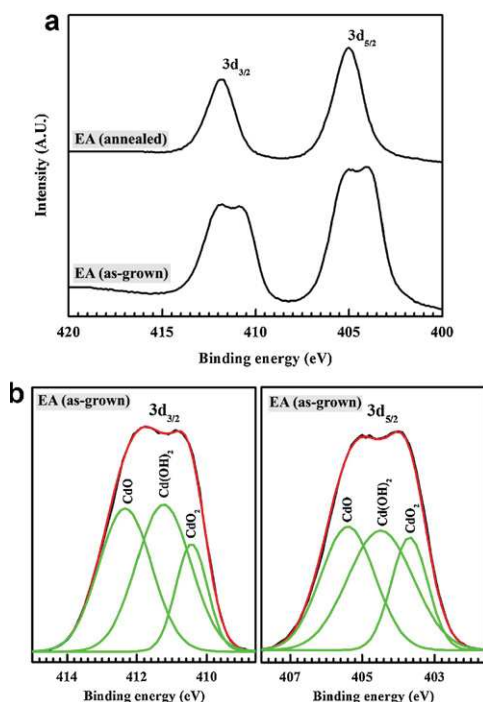 a
3d3/2
3d5/2
EA (annealed)
EA (as-grown)
Intensity (A.U.)
420 415 410 405 400
Binding energy (eV)
b
EA (as-grown)
3d3/2
CdO
Cd(OH)2
CdO2
414 412 410
Binding energy (eV)
EA (as-grown)
3d5/2
CdO
Cd(OH)2
CdO2
407 405 403
Binding energy (eV)